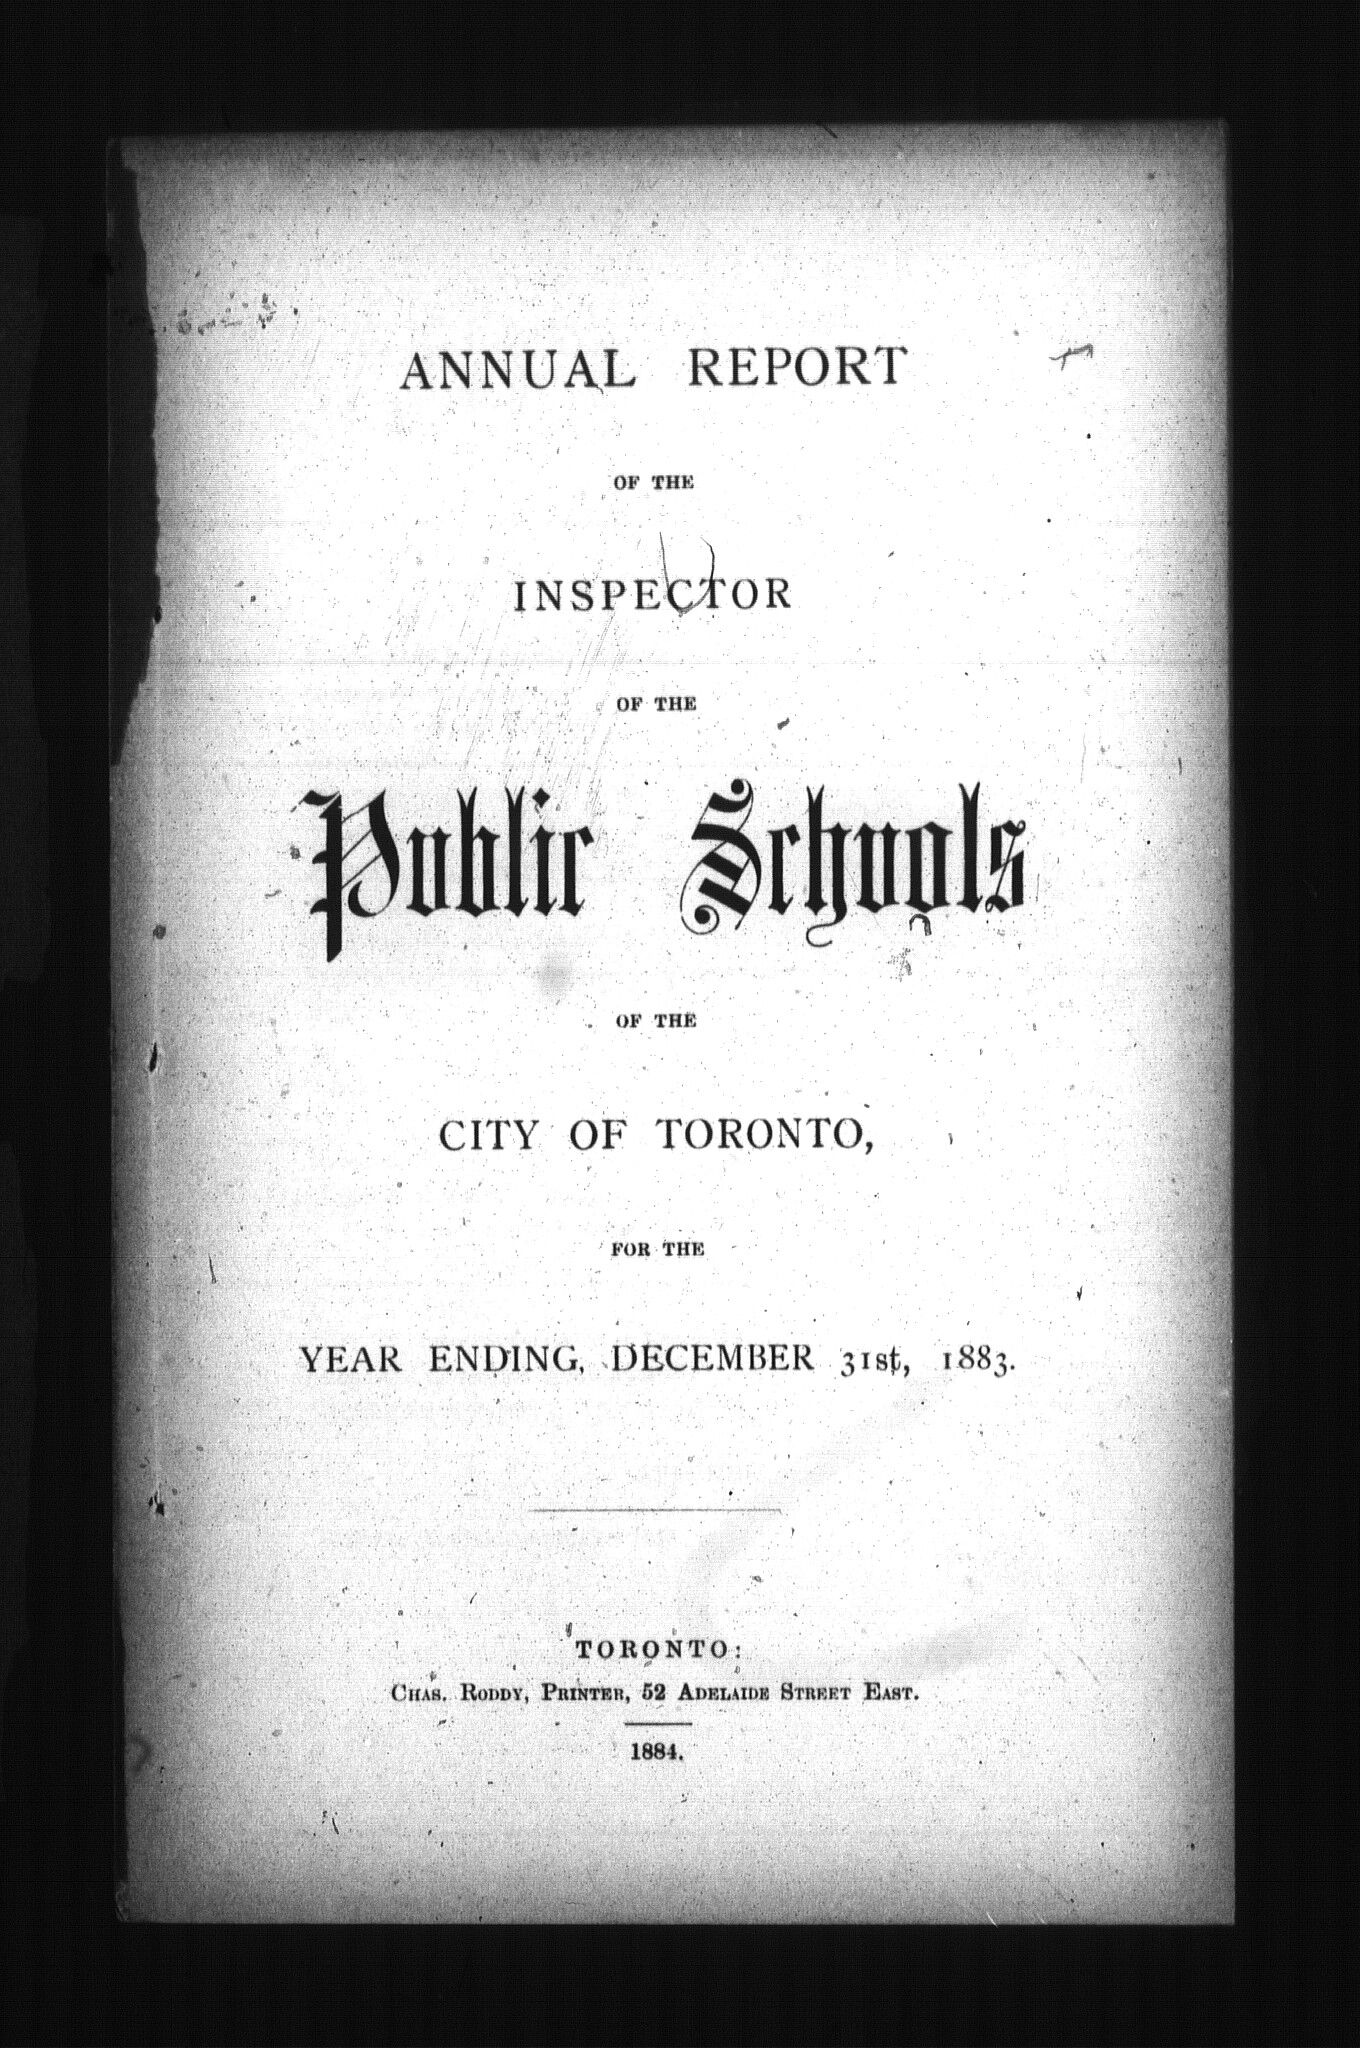 ANNUAL REPORT
OF THE
INSPECTOR
OF THE
Public Schools
OF THE
CITY OF TORONTO,
FOR THE
YEAR ENDING, DECEMBER 31st, 1883.
TORONTO:
CHAS. RODDY, PRINTER, 52 ADELAIDE STREET EAST.
1884.